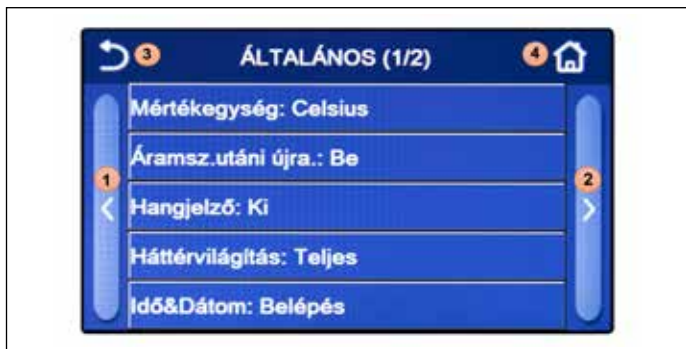 3 ÁLTALÁNOS (1/2) 4
Mértékegység: Celsius
Áramsz.utáni újra.: Be
1
2
Hangjelző: Ki
Háttérvilágítás: Teljes
Idő&Dátom: Belépés